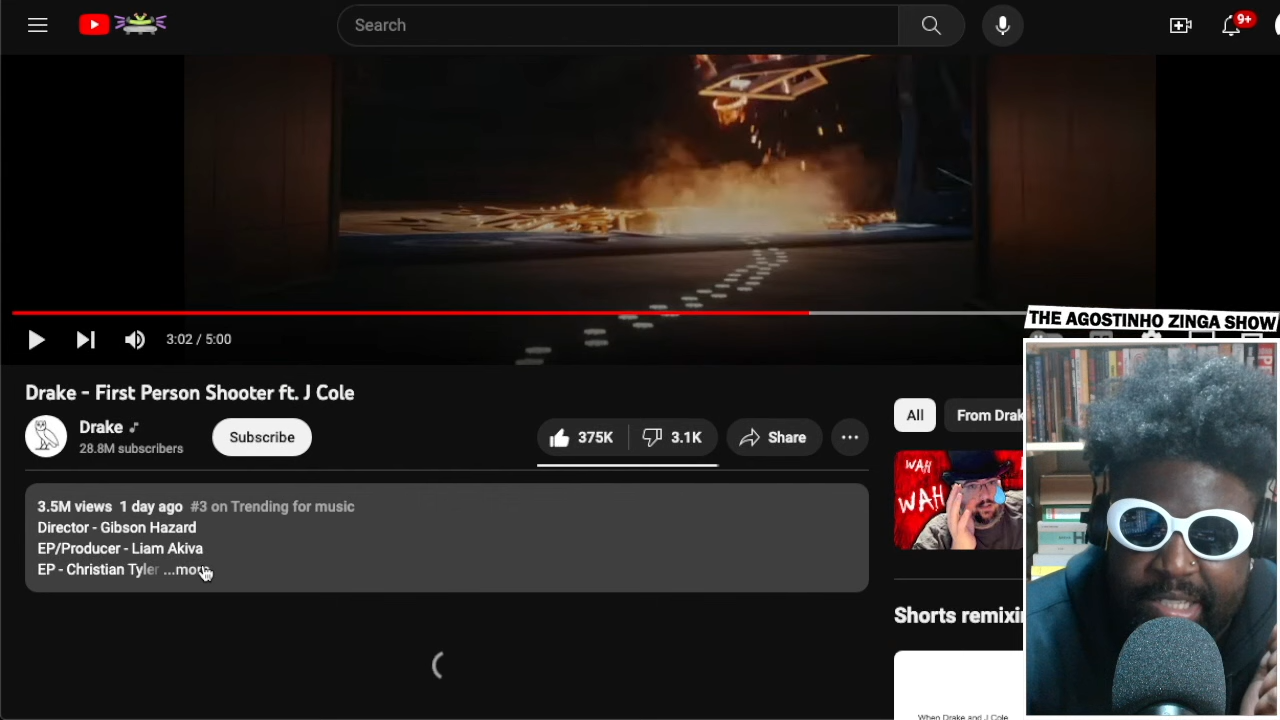 Search
9+
3:02 / 5:00
THE AGOSTINHO ZINGA SHOW
Drake - First Person Shooter ft. J Cole
Drake
28.8M subscribers
Subscribe
375K
3.1K
Share
All
From Drak
3.5M views 1 day ago #3 on Trending for music
Director - Gibson Hazard
EP/Producer - Liam Akiva
EP - Christian Tyler ...more
WAH
WAH
Shorts remixi
When Drake and J Cole